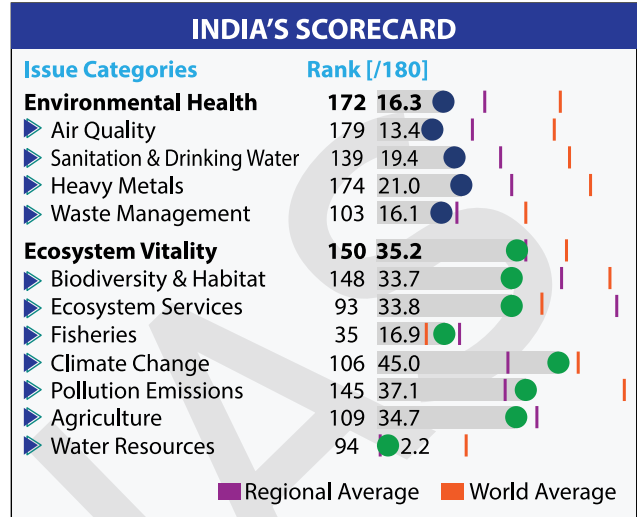 INDIA'S SCORECARD
Issue Categories Rank [/180]
Environmental Health 172 16.3
Air Quality 179 13.4
Sanitation & Drinking Water 139 19.4
Heavy Metals 174 21.0
Waste Management 103 16.1
Ecosystem Vitality 150 35.2
Biodiversity & Habitat 148 33.7
Ecosystem Services 93 33.8
Fisheries 35 16.9
Climate Change 106 45.0
Pollution Emissions 145 37.1
Agriculture 109 34.7
Water Resources 94 2.2
Regional Average World Average
IAS